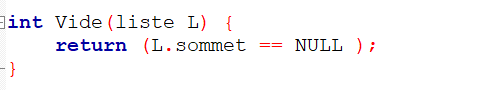 int Vide(liste L) {
return (L.sommet == NULL );
}